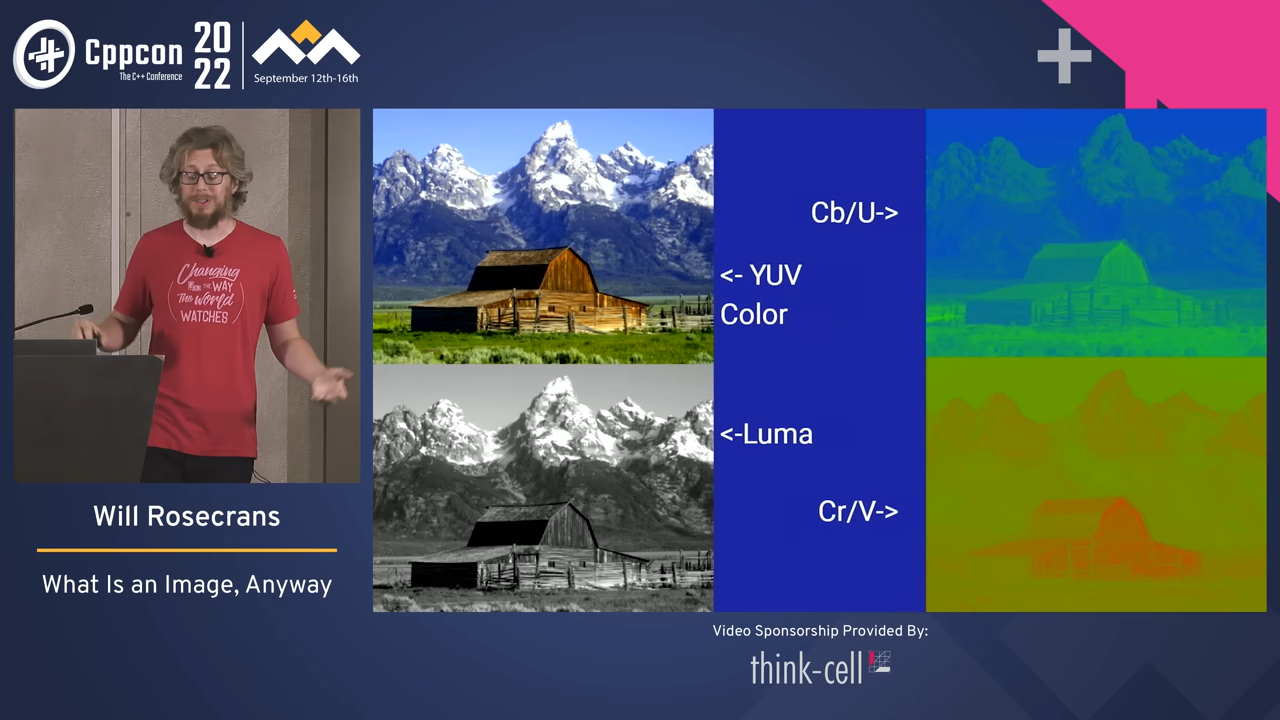 Cppcon
The C++ Conference
20
22
September 12th-16th
Changing
THE WAY
The World
WATCHES
Cb/U->
<- YUV
Color
<-Luma
Cr/V->
Will Rosecrans
What Is an Image, Anyway
Video Sponsorship Provided By:
think-cell